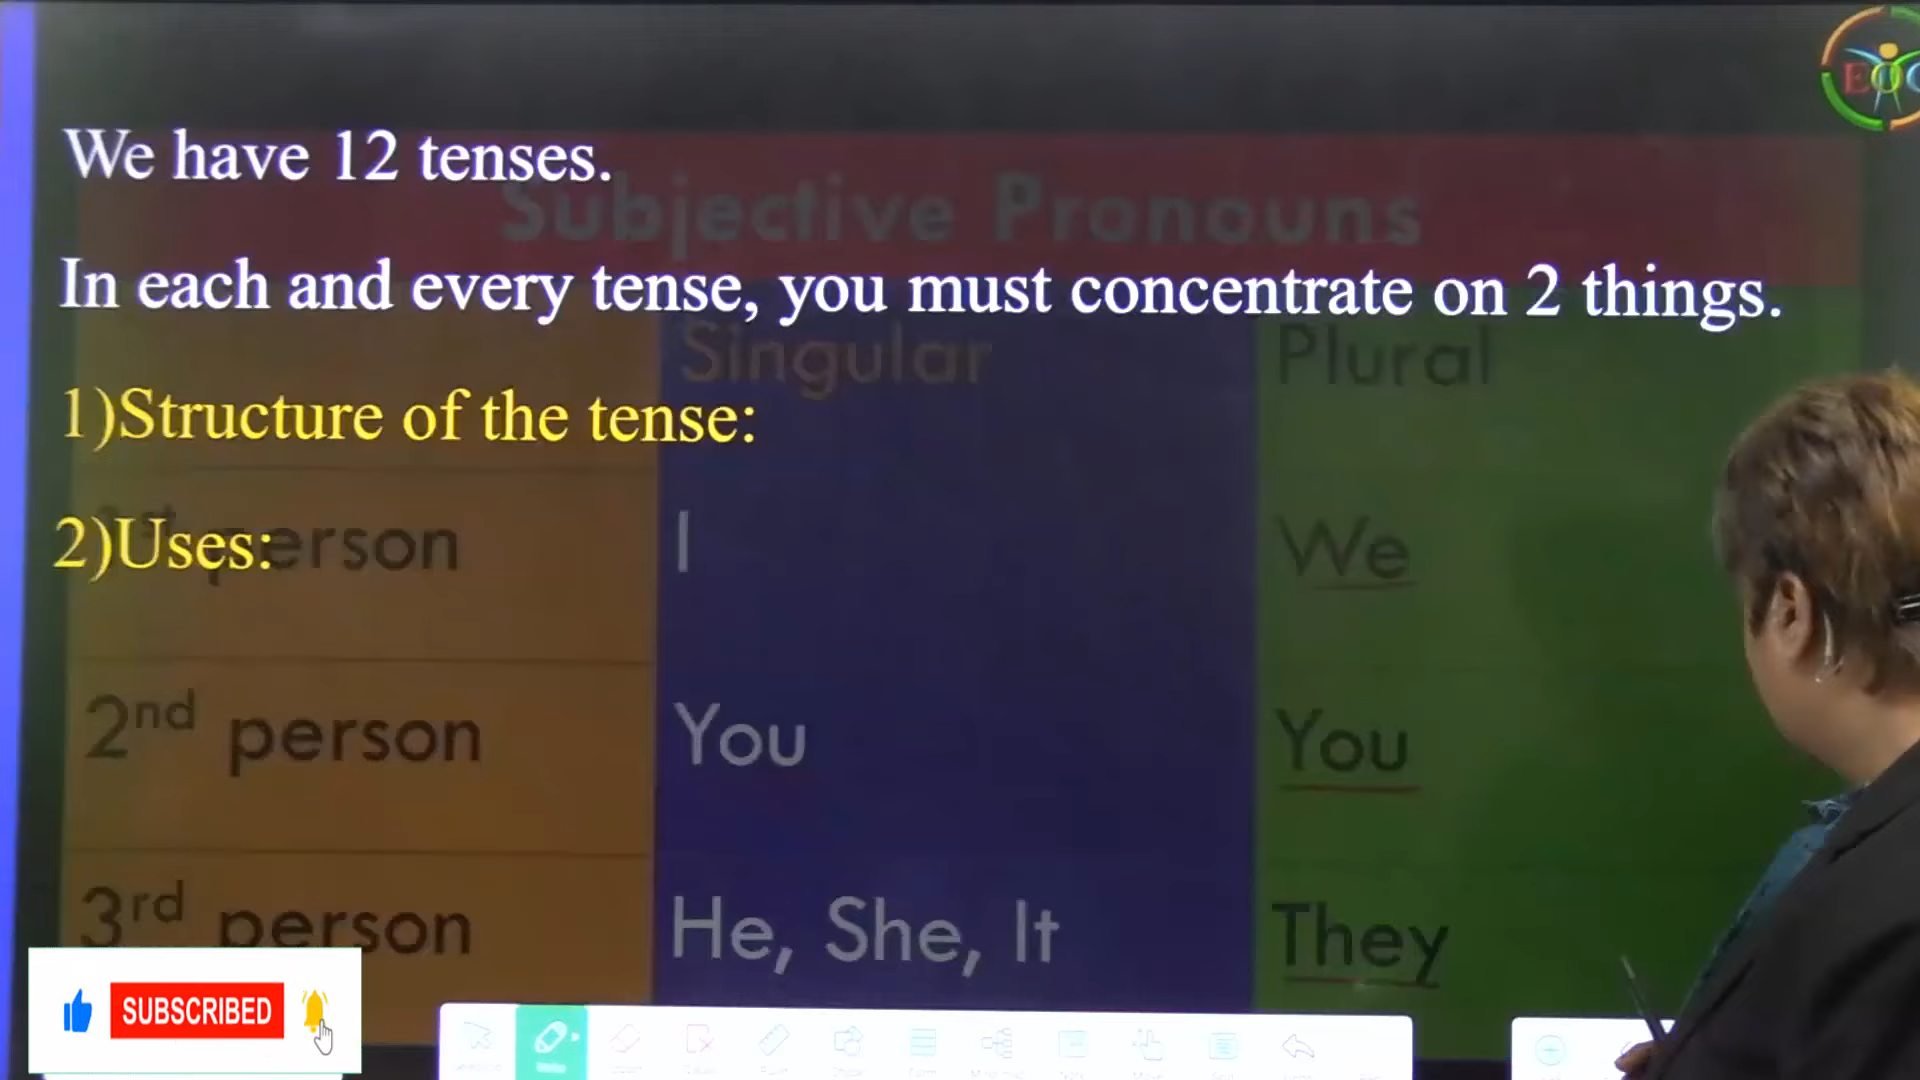 EOC
We have 12 tenses.
Subjective Pronouns
In each and every tense, you must concentrate on 2 things.
Singular Plural
1)Structure of the tense:
2)Uses:
1st person I We
2nd person You You
3rd person He, She, It They
SUBSCRIBED